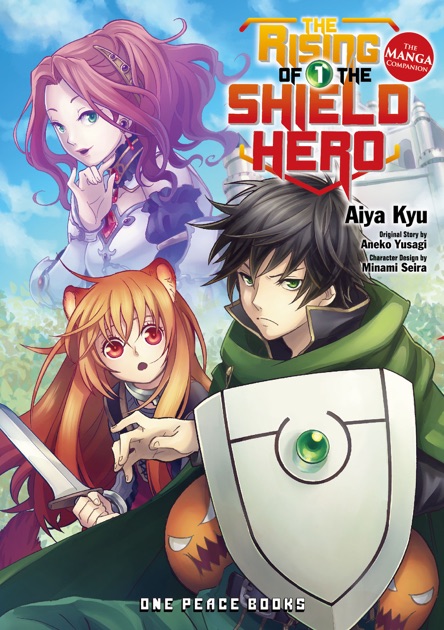 THE
RISING
OF 1 THE
SHIELD
HERO
THE
MANGA
COMPANION
Aiya Kyu
Original Story by
Aneko Yusagi
Character Design by
Minami Seira
ONE PEACE BOOKS